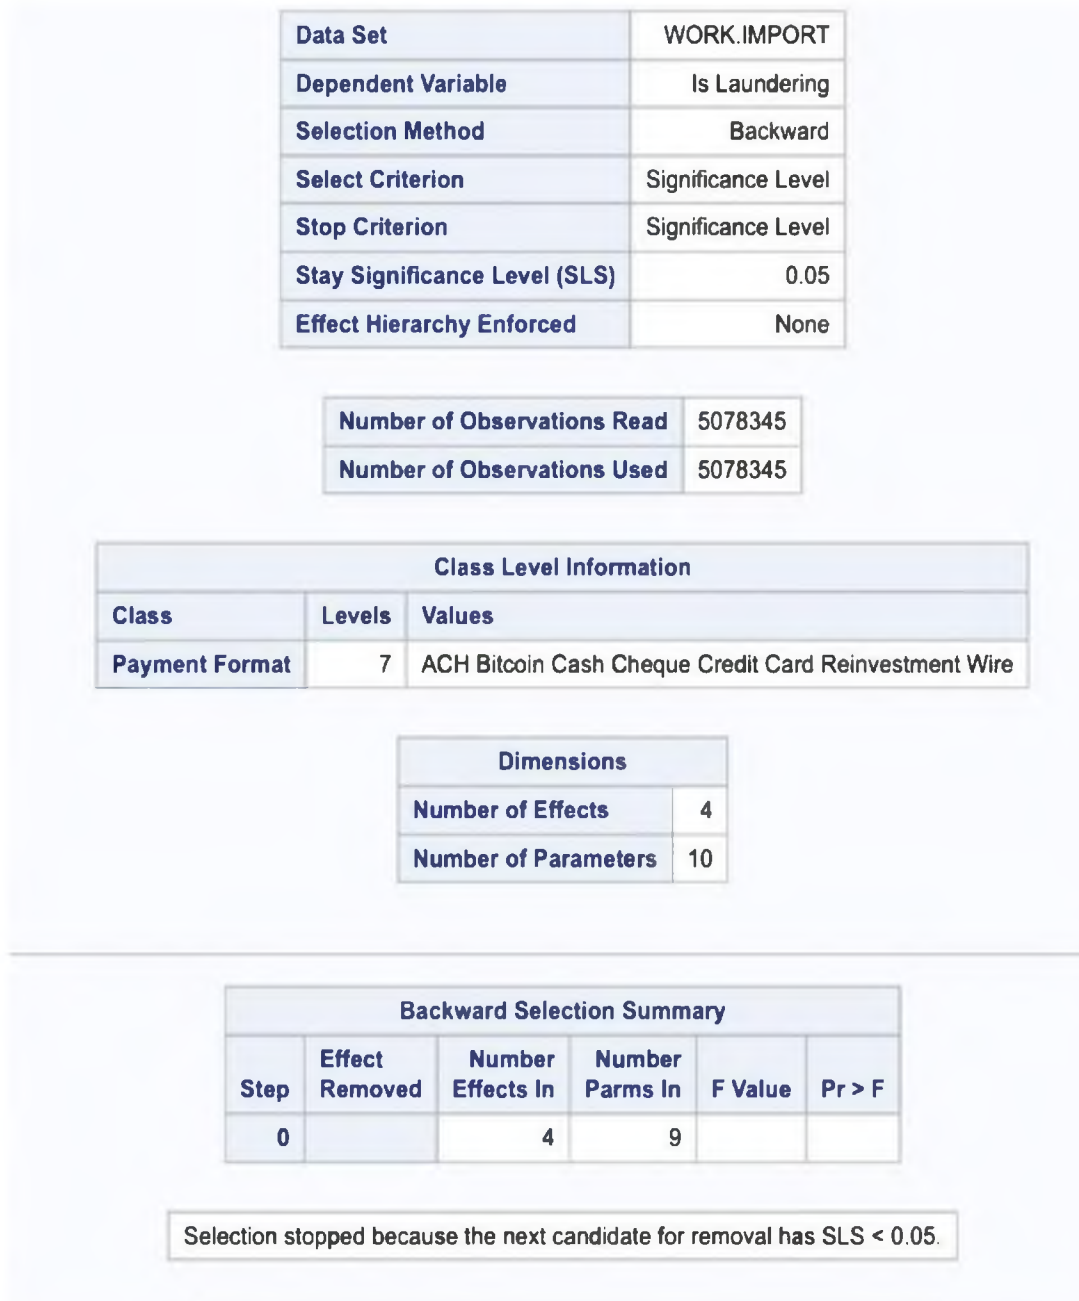 Data Set WORK.IMPORT
Dependent Variable Is Laundering
Selection Method Backward
Select Criterion Significance Level
Stop Criterion Significance Level
Stay Significance Level (SLS) 0.05
Effect Hierarchy Enforced None
Number of Observations Read 5078345
Number of Observations Used 5078345
Class Level Information
Class Levels Values
Payment Format 7 ACH Bitcoin Cash Cheque Credit Card Reinvestment Wire
Dimensions
Number of Effects 4
Number of Parameters 10
Backward Selection Summary
Effect Number Number
Step Removed Effects In Parms In F Value Pr > F
0 4 9
Selection stopped because the next candidate for removal has SLS < 0.05.